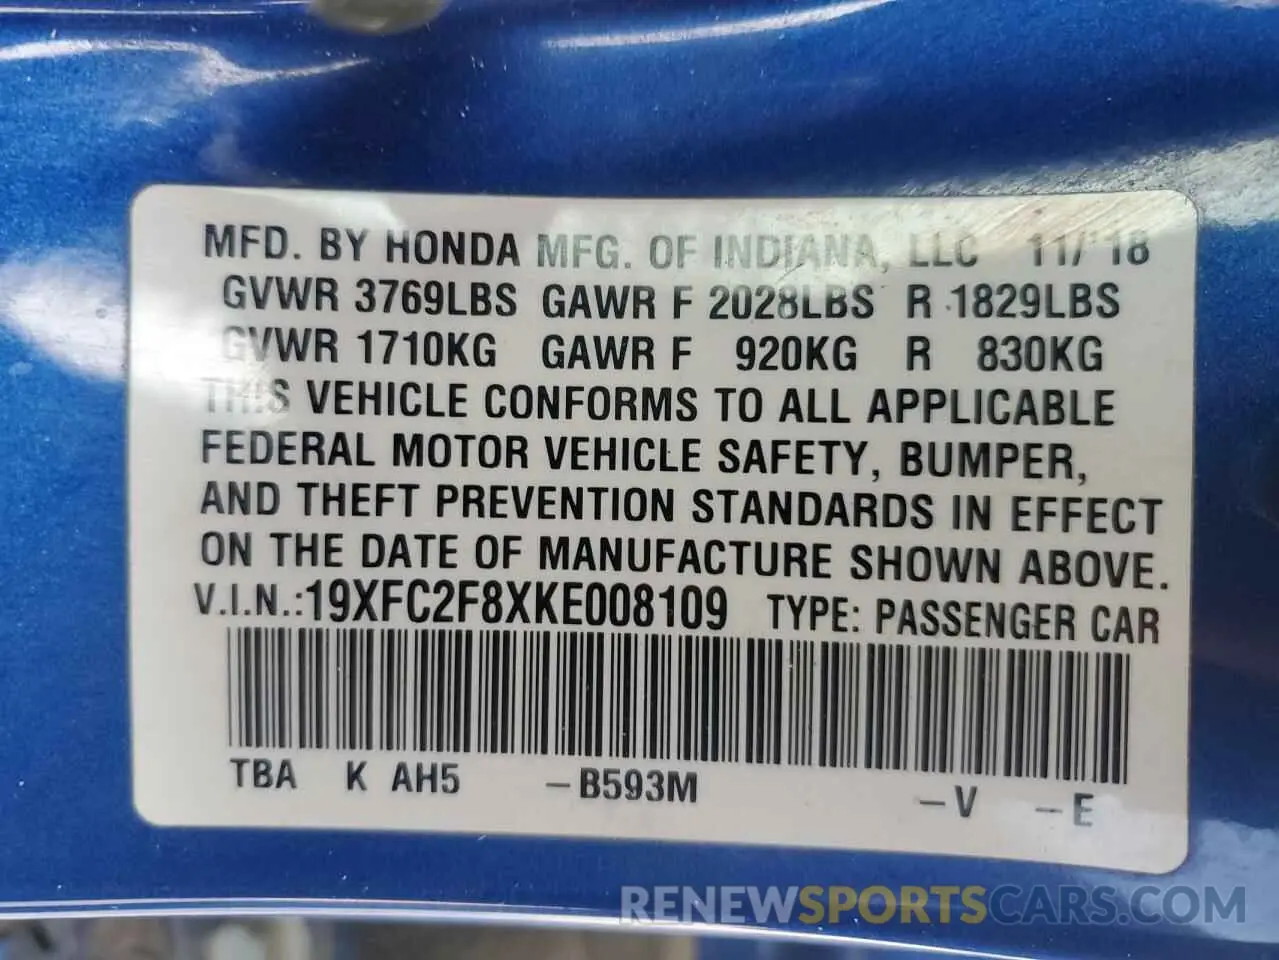 MFD. BY HONDA MFG. OF INDIANA, LLC 11/'18
GVWR 3769LBS GAWR F 2028LBS R 1829LBS
GVWR 1710KG GAWR F 920KG R 830KG
THIS VEHICLE CONFORMS TO ALL APPLICABLE
FEDERAL MOTOR VEHICLE SAFETY, BUMPER,
AND THEFT PREVENTION STANDARDS IN EFFECT
ON THE DATE OF MANUFACTURE SHOWN ABOVE.
V.I.N.:19XFC2F8XKE008109 TYPE: PASSENGER CAR
TBA K AH5 –B593M –V –E
RENEWSPORTSCARS.COM